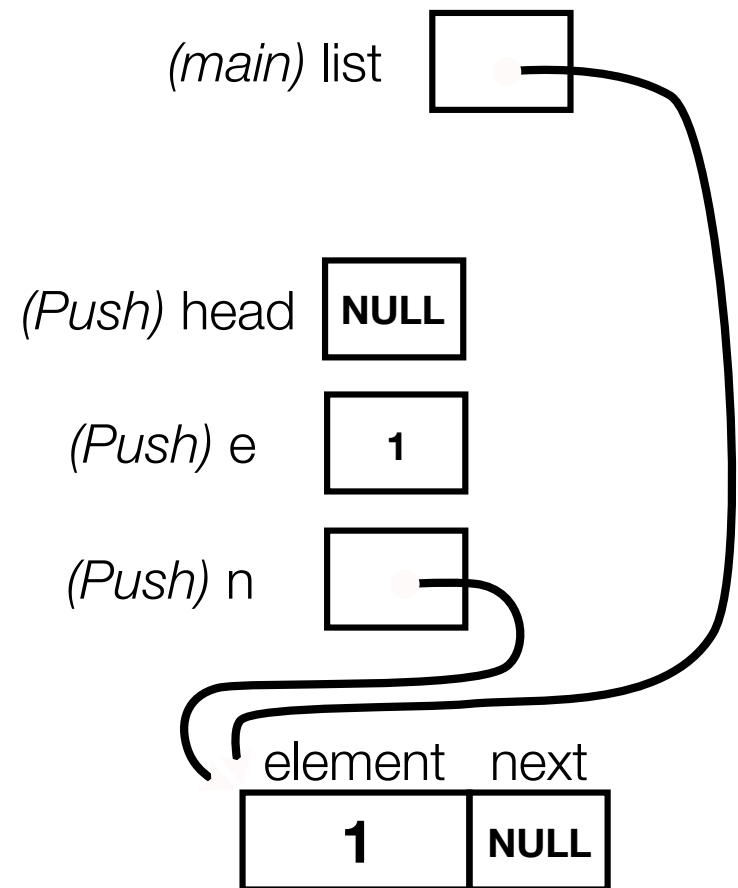 (main) list
(Push) head NULL
(Push) e 1
(Push) n
element next
1 NULL